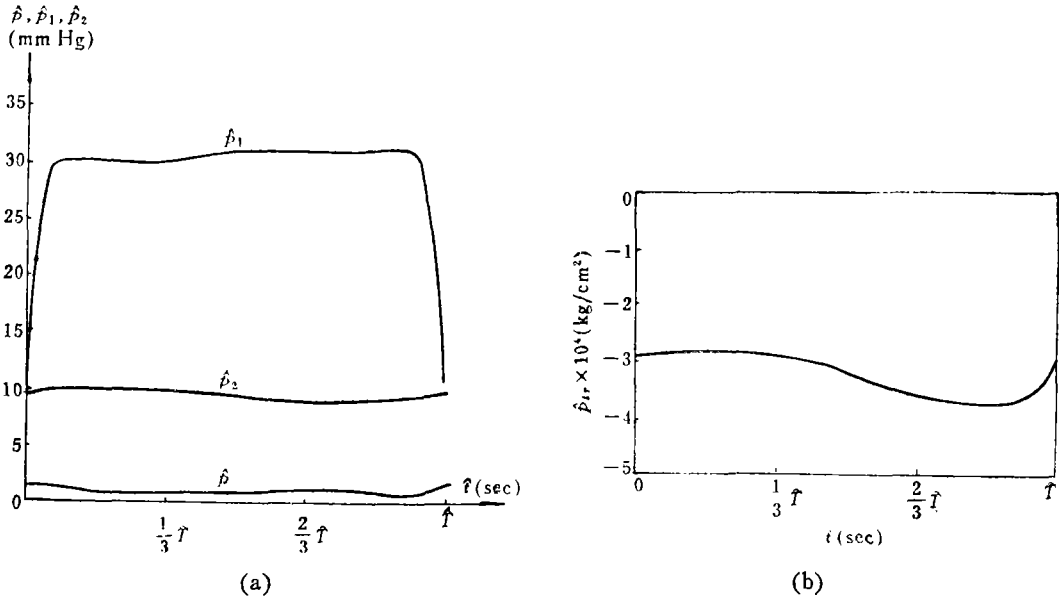 p̂, p̂₁, p̂₂
(mm Hg)
35
30
25
20
15
10
5
0
p̂₁
p̂₂
p̂
t̂ (sec)
1/3 T̂
2/3 T̂
T̂
(a)
0
−1
−2
−3
−4
−5
× 10⁴ (kg/cm²)
0
1/3 T̂
2/3 T̂
T̂
t (sec)
(b)